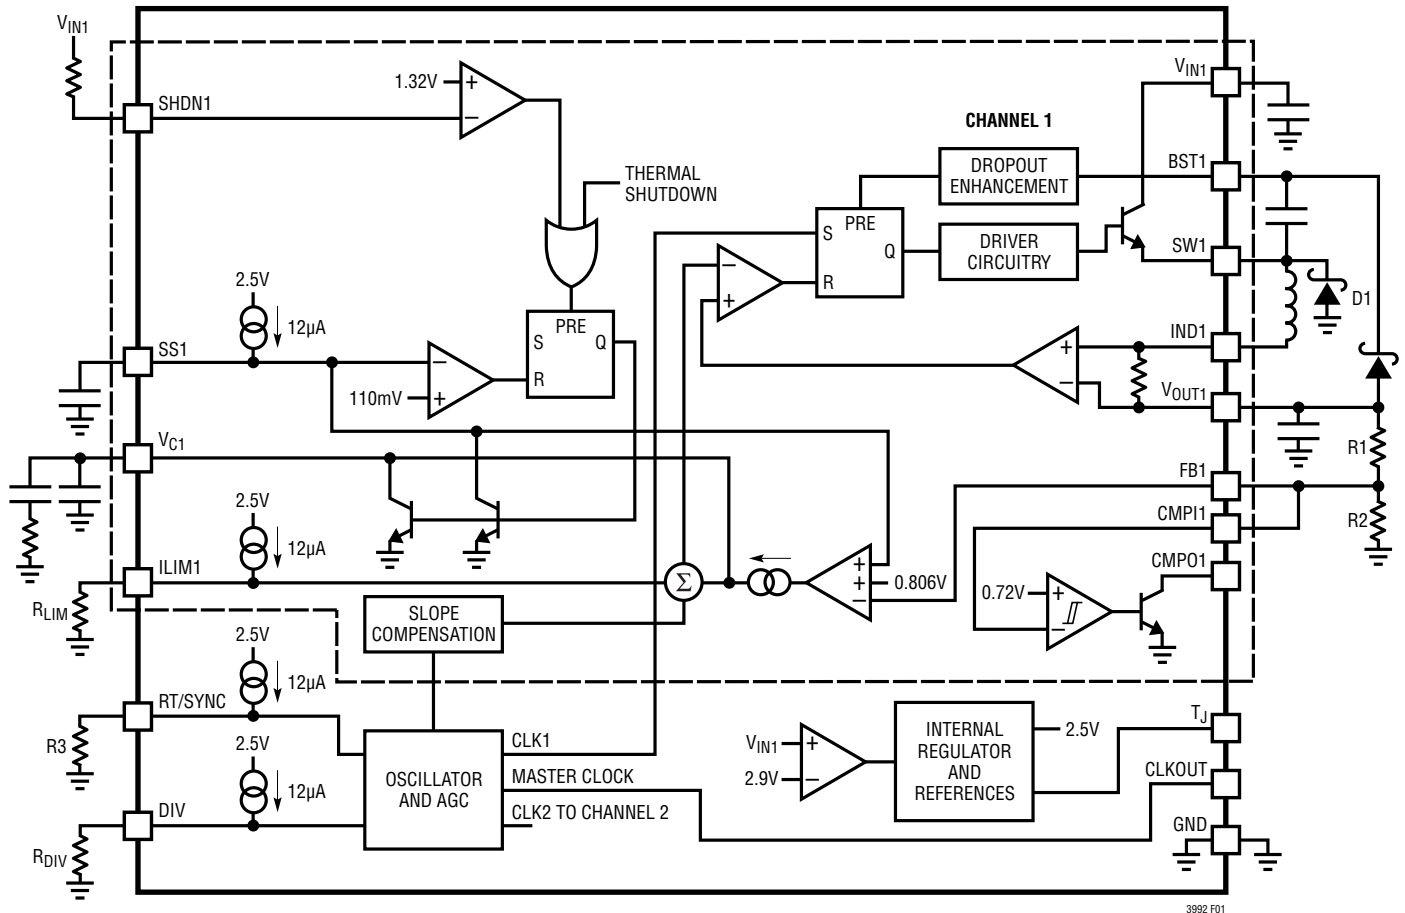 VIN1
SHDN1
1.32V
+
−
THERMAL
SHUTDOWN
CHANNEL 1
VIN1
DROPOUT
ENHANCEMENT
BST1
PRE
S
Q
R
DRIVER
CIRCUITRY
SW1
D1
−
+
2.5V
12µA
SS1
110mV
−
+
PRE
S
Q
R
IND1
+
−
VOUT1
R1
VC1
FB1
CMPI1
R2
2.5V
12µA
ILIM1
RLIM
Σ
+
+
−
0.806V
CMPO1
0.72V
+
−
SLOPE
COMPENSATION
2.5V
12µA
RT/SYNC
R3
2.5V
12µA
DIV
RDIV
OSCILLATOR
AND AGC
CLK1
MASTER CLOCK
CLK2 TO CHANNEL 2
VIN1
+
2.9V
−
INTERNAL
REGULATOR
AND
REFERENCES
2.5V
TJ
CLKOUT
GND
3992 F01